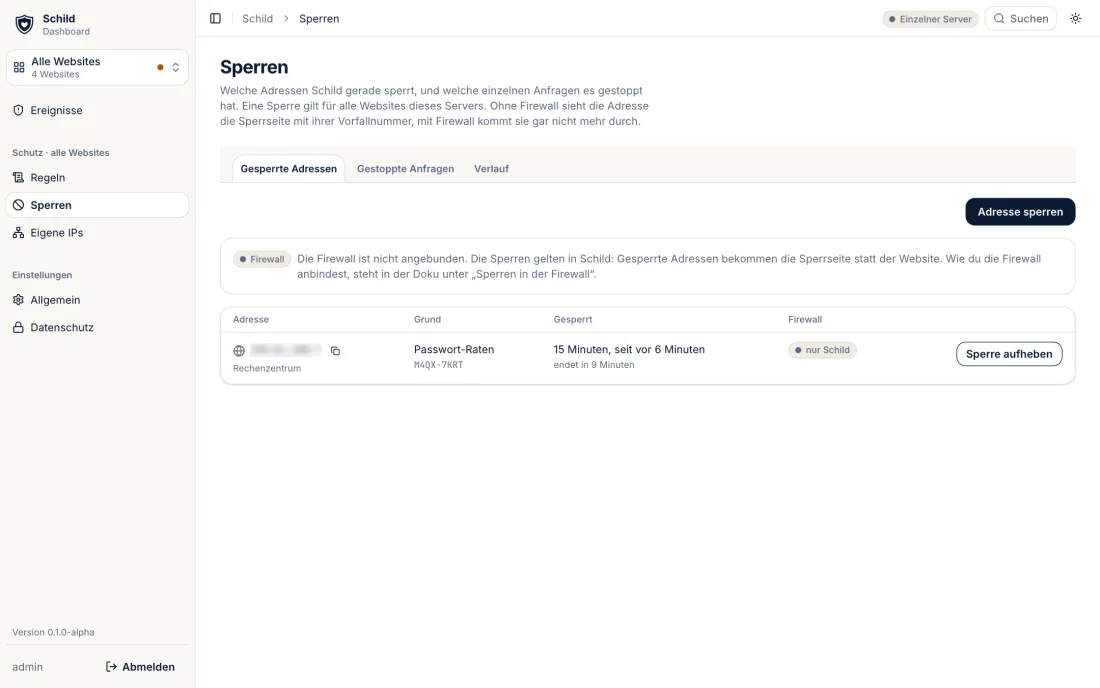 Schild
Dashboard
Alle Websites
4 Websites
Ereignisse
Schutz · alle Websites
Regeln
Sperren
Eigene IPs
Einstellungen
Allgemein
Datenschutz
Version 0.1.0-alpha
admin
Abmelden
Schild
Sperren
Einzelner Server
Suchen
Sperren
Welche Adressen Schild gerade sperrt, und welche einzelnen Anfragen es gestoppt
hat. Eine Sperre gilt für alle Websites dieses Servers. Ohne Firewall sieht die Adresse
die Sperrseite mit ihrer Vorfallnummer, mit Firewall kommt sie gar nicht mehr durch.
Gesperrte Adressen
Gestoppte Anfragen
Verlauf
Adresse sperren
Firewall
Die Firewall ist nicht angebunden. Die Sperren gelten in Schild: Gesperrte Adressen bekommen die Sperrseite statt der Website. Wie du die Firewall
anbindest, steht in der Doku unter „Sperren in der Firewall“.
Adresse
Grund
Gesperrt
Firewall
Rechenzentrum
Passwort-Raten
M4QX-7KRT
15 Minuten, seit vor 6 Minuten
endet in 9 Minuten
nur Schild
Sperre aufheben